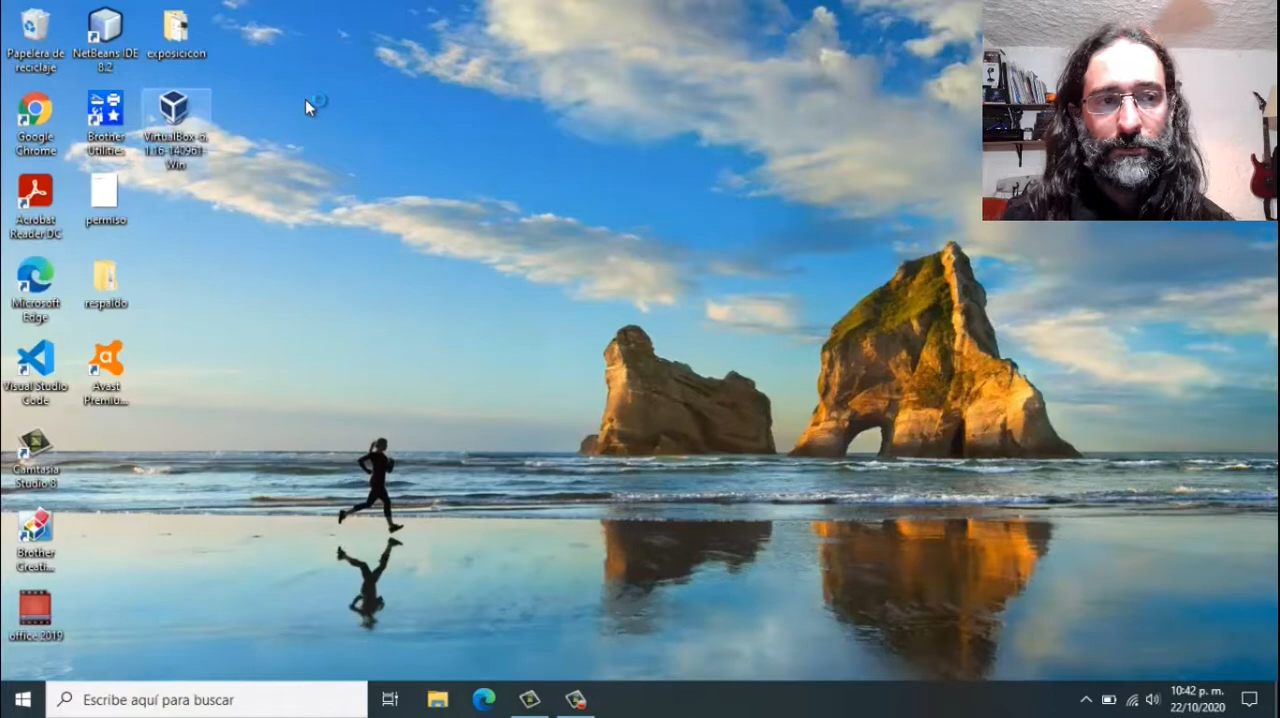 Papelera de
reciclaje
NetBeans IDE
8.2
exposicicon
Google
Chrome
Brother
Utilities
VirtualBox-6.
1.16-140961-
Win
Acrobat
Reader DC
permiso
Microsoft
Edge
respaldo
Visual Studio
Code
Avast
Premiu...
Camtasia
Studio 8
Brother
Creati...
office 2019
Escribe aquí para buscar
10:42 p. m.
22/10/2020